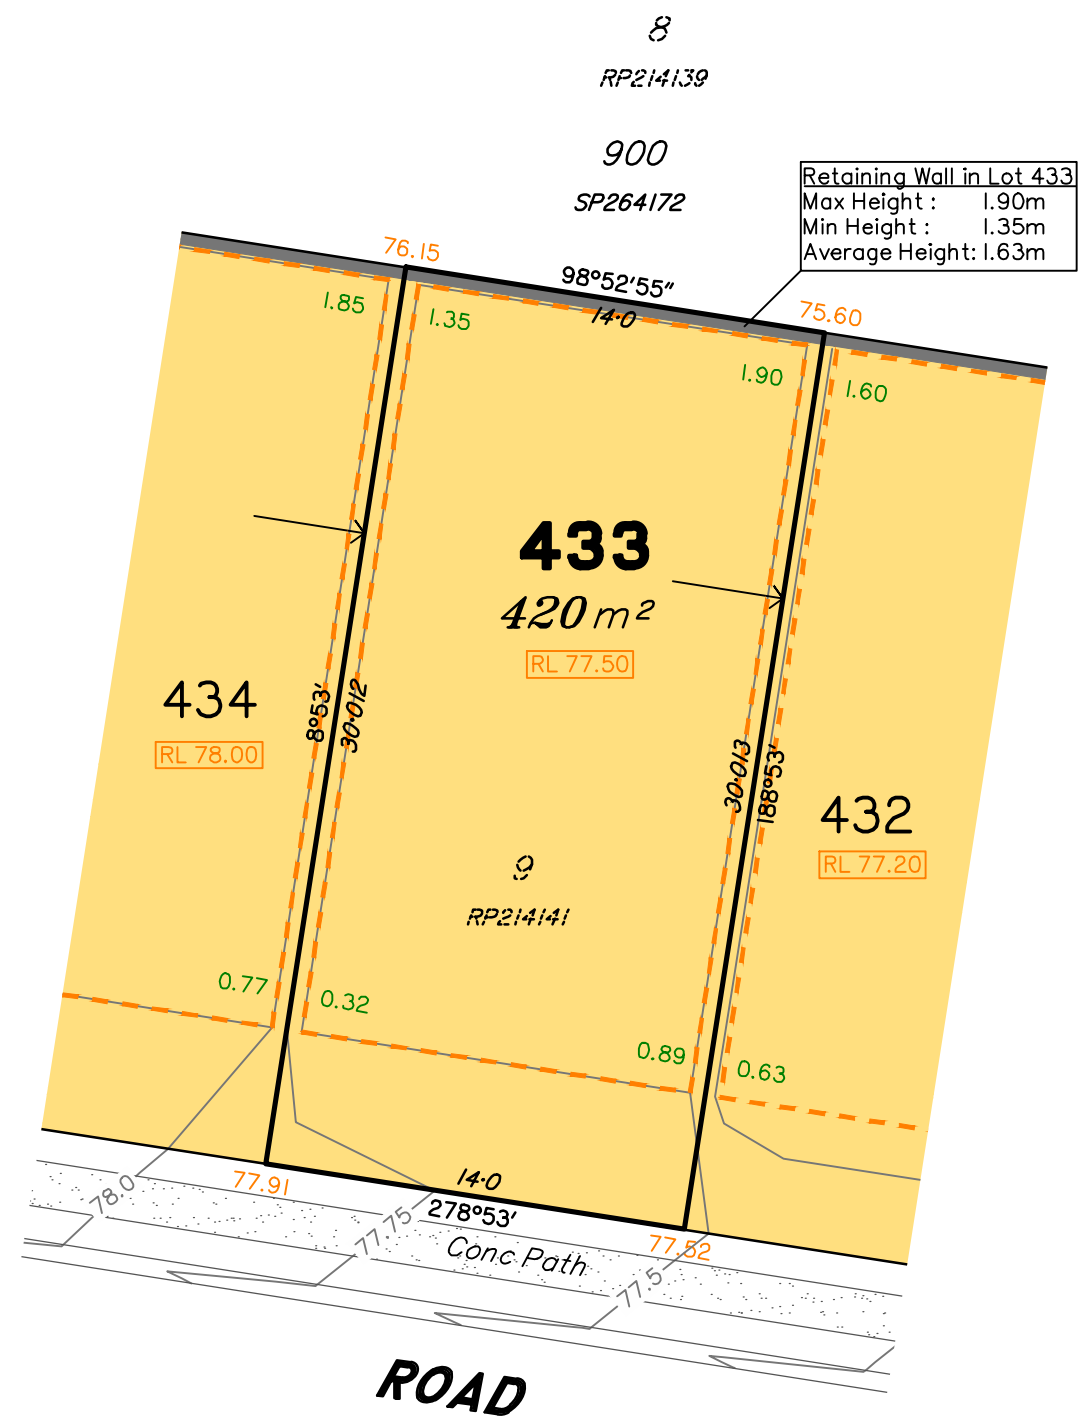 8
RP214139
900
SP264172
Retaining Wall in Lot 433
Max Height : 1.90m
Min Height : 1.35m
Average Height: 1.63m
76.15
98°52'55"
14·0
75.60
1.85
1.35
1.90
1.60
433
420 m²
RL 77.50
434
RL 78.00
8°53'
30·012
30·013
188°53'
432
RL 77.20
9
RP214141
0.77
0.32
0.89
0.63
14·0
278°53'
77.91
77.52
78.0
77.75
77.5
Conc Path
ROAD